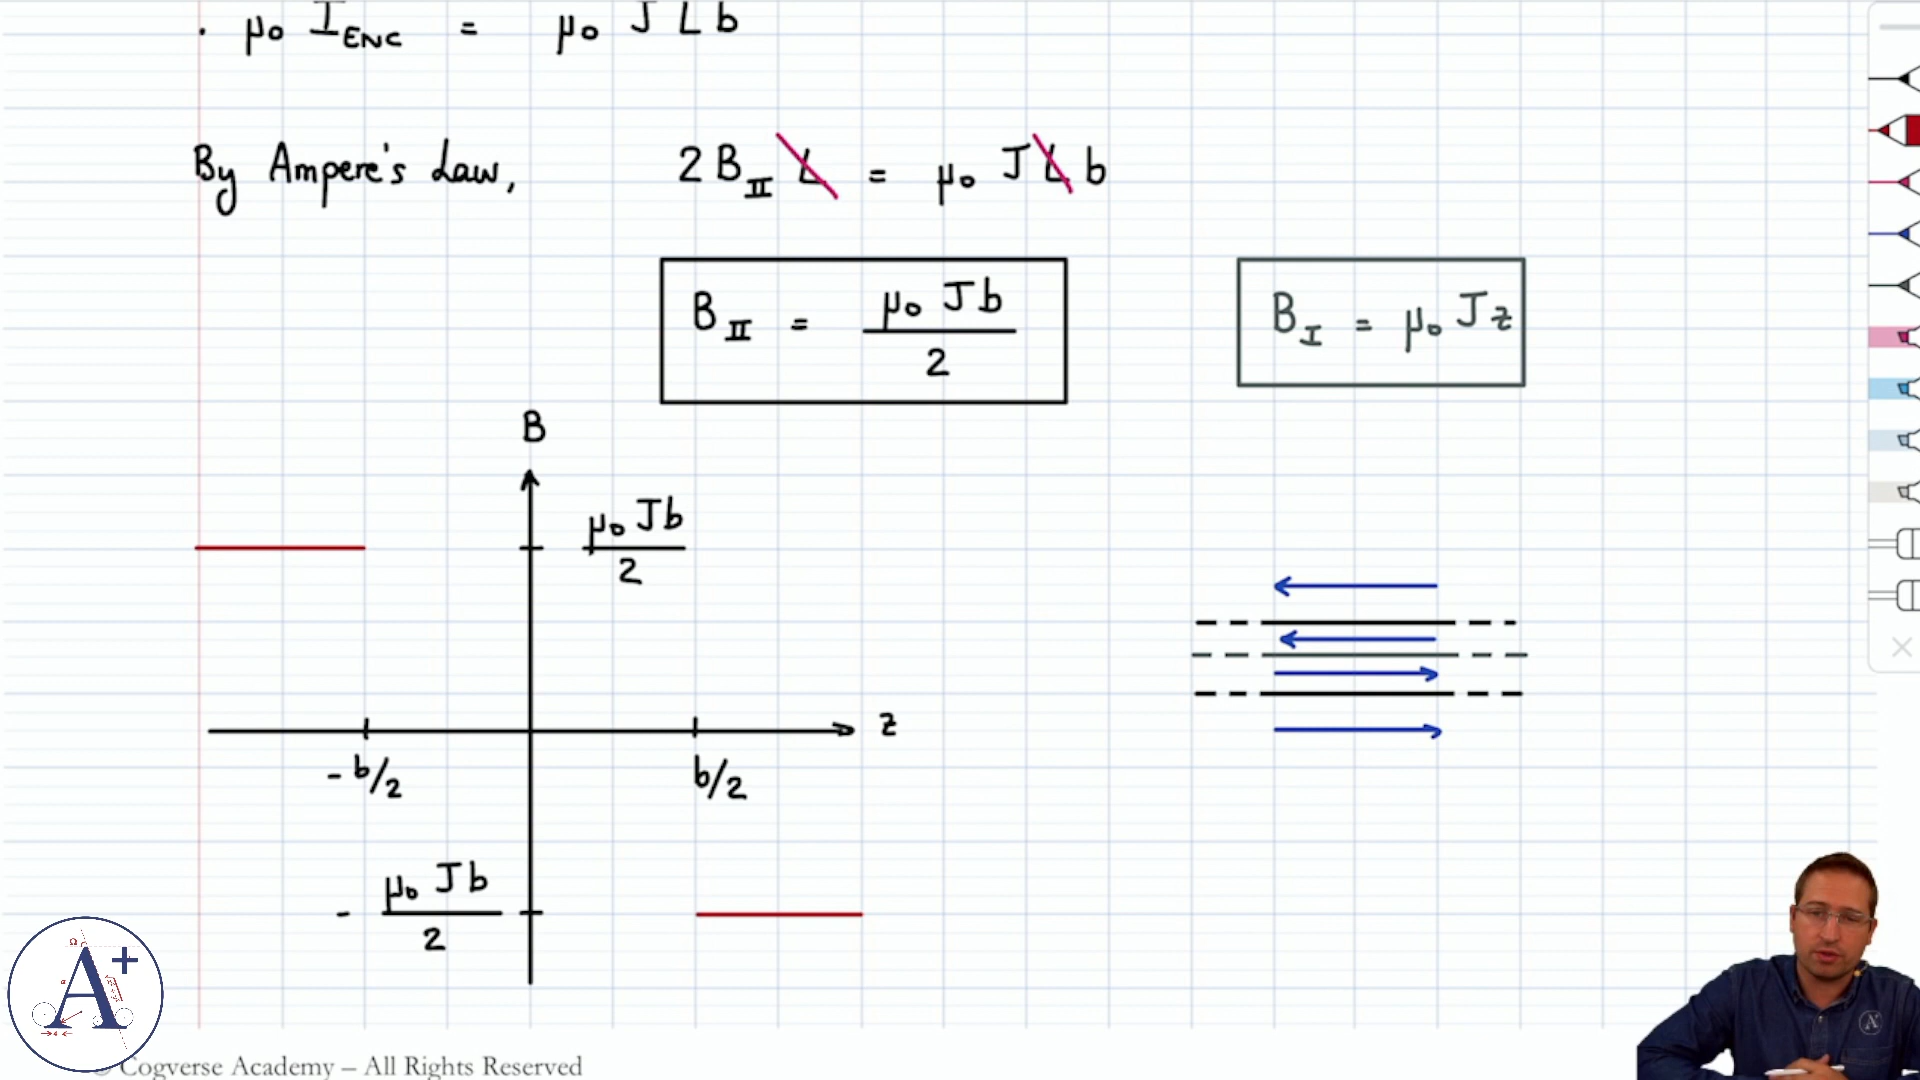 . μ₀ I_ENC = μ₀ J L b
By Ampere's Law, 2 B_II L = μ₀ J L b
B_II = μ₀ J b / 2
B_I = μ₀ J z
B
μ₀ J b / 2
z
- b/2
b/2
- μ₀ J b / 2
A+
© Cogverse Academy – All Rights Reserved